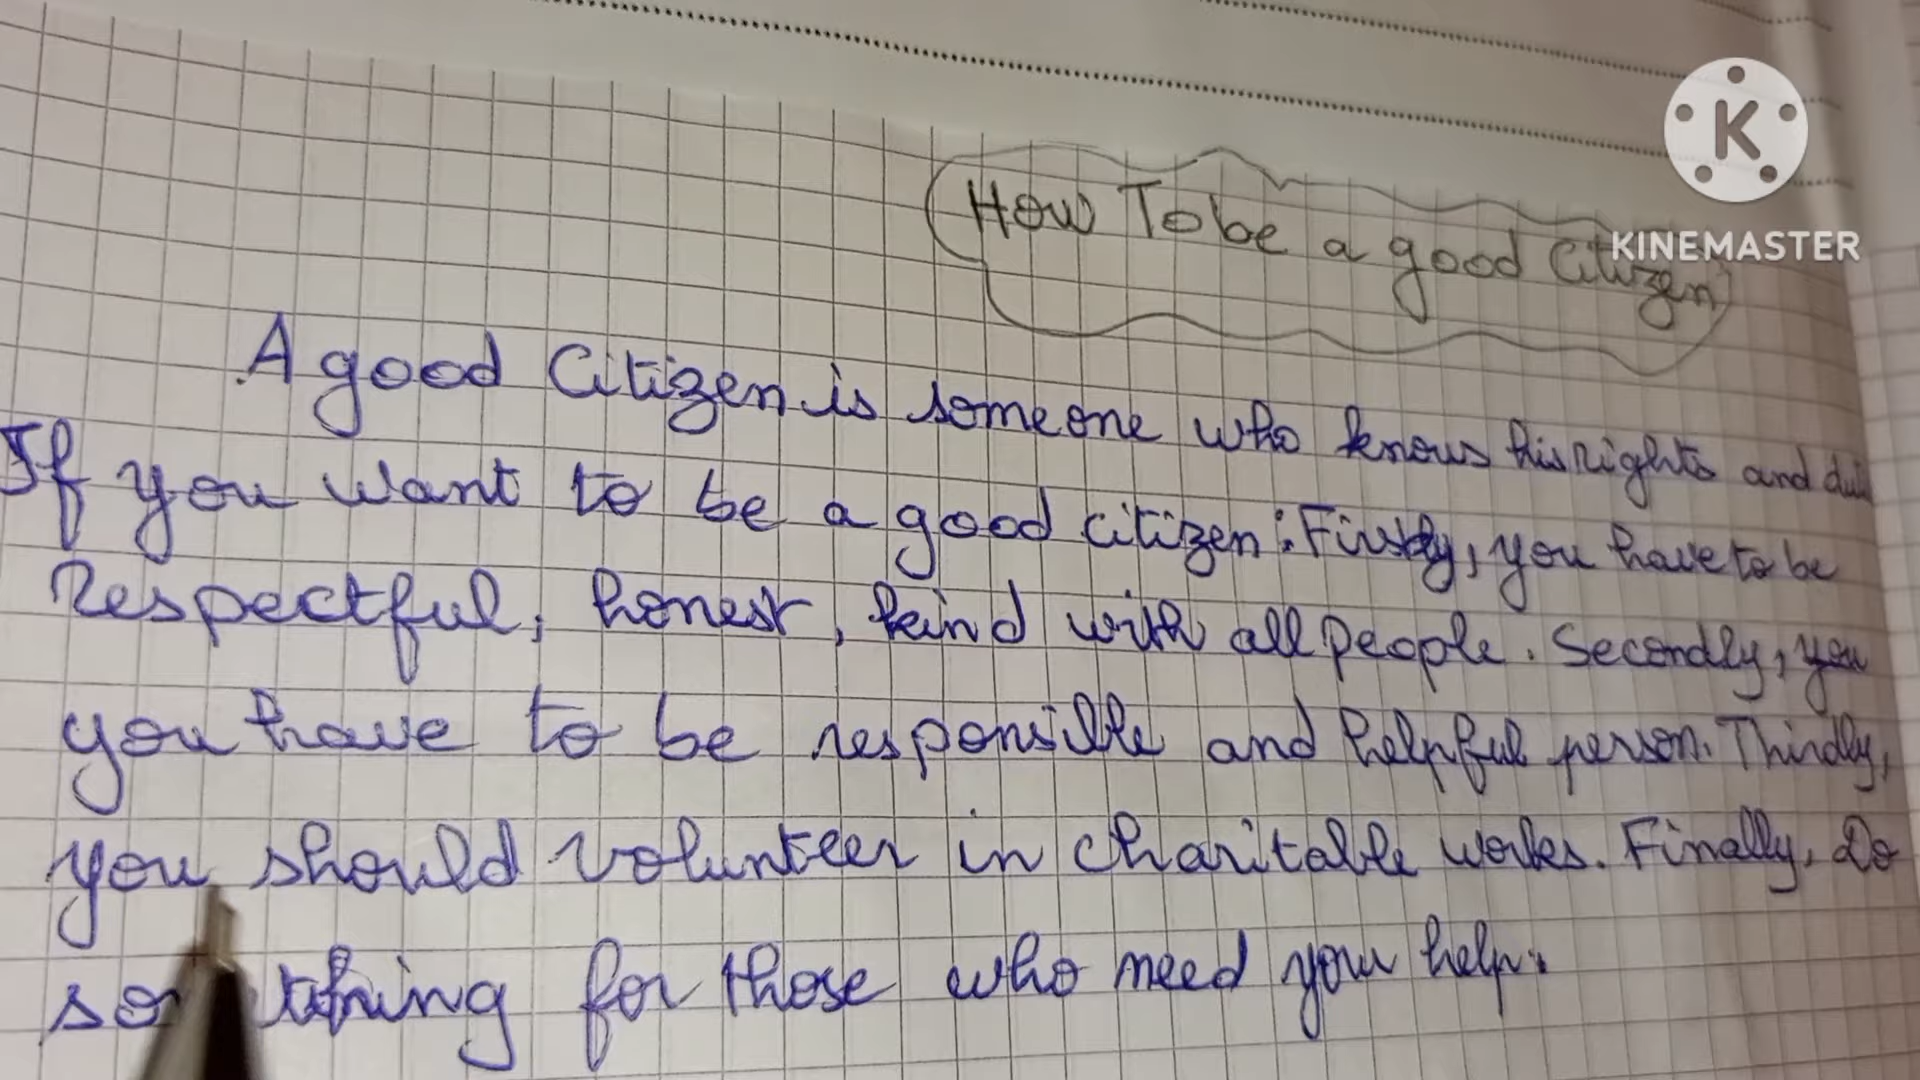 K
KINEMASTER
How To be a good Citizen
A good Citizen is someone who knows his rights and
If you want to be a good citizen: Firstly, you have to be
Respectful, honest, kind with all people. Secondly, you
you have to be responsible and helpful person. Thirdly,
you should volunteer in charitable works. Finally, Do
for those who need you help.